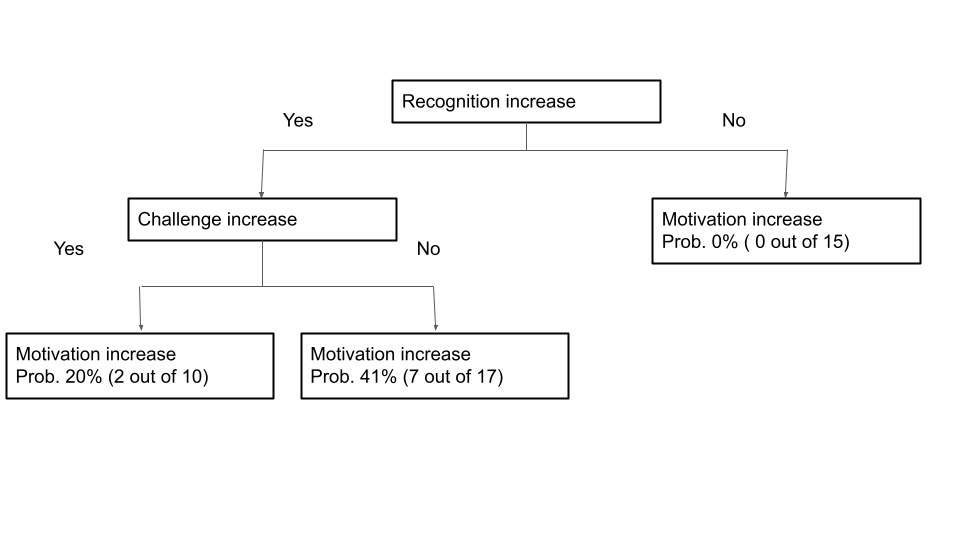 Recognition increase
Yes
No
Challenge increase
Motivation increase
Prob. 0% ( 0 out of 15)
Yes
No
Motivation increase
Prob. 20% (2 out of 10)
Motivation increase
Prob. 41% (7 out of 17)